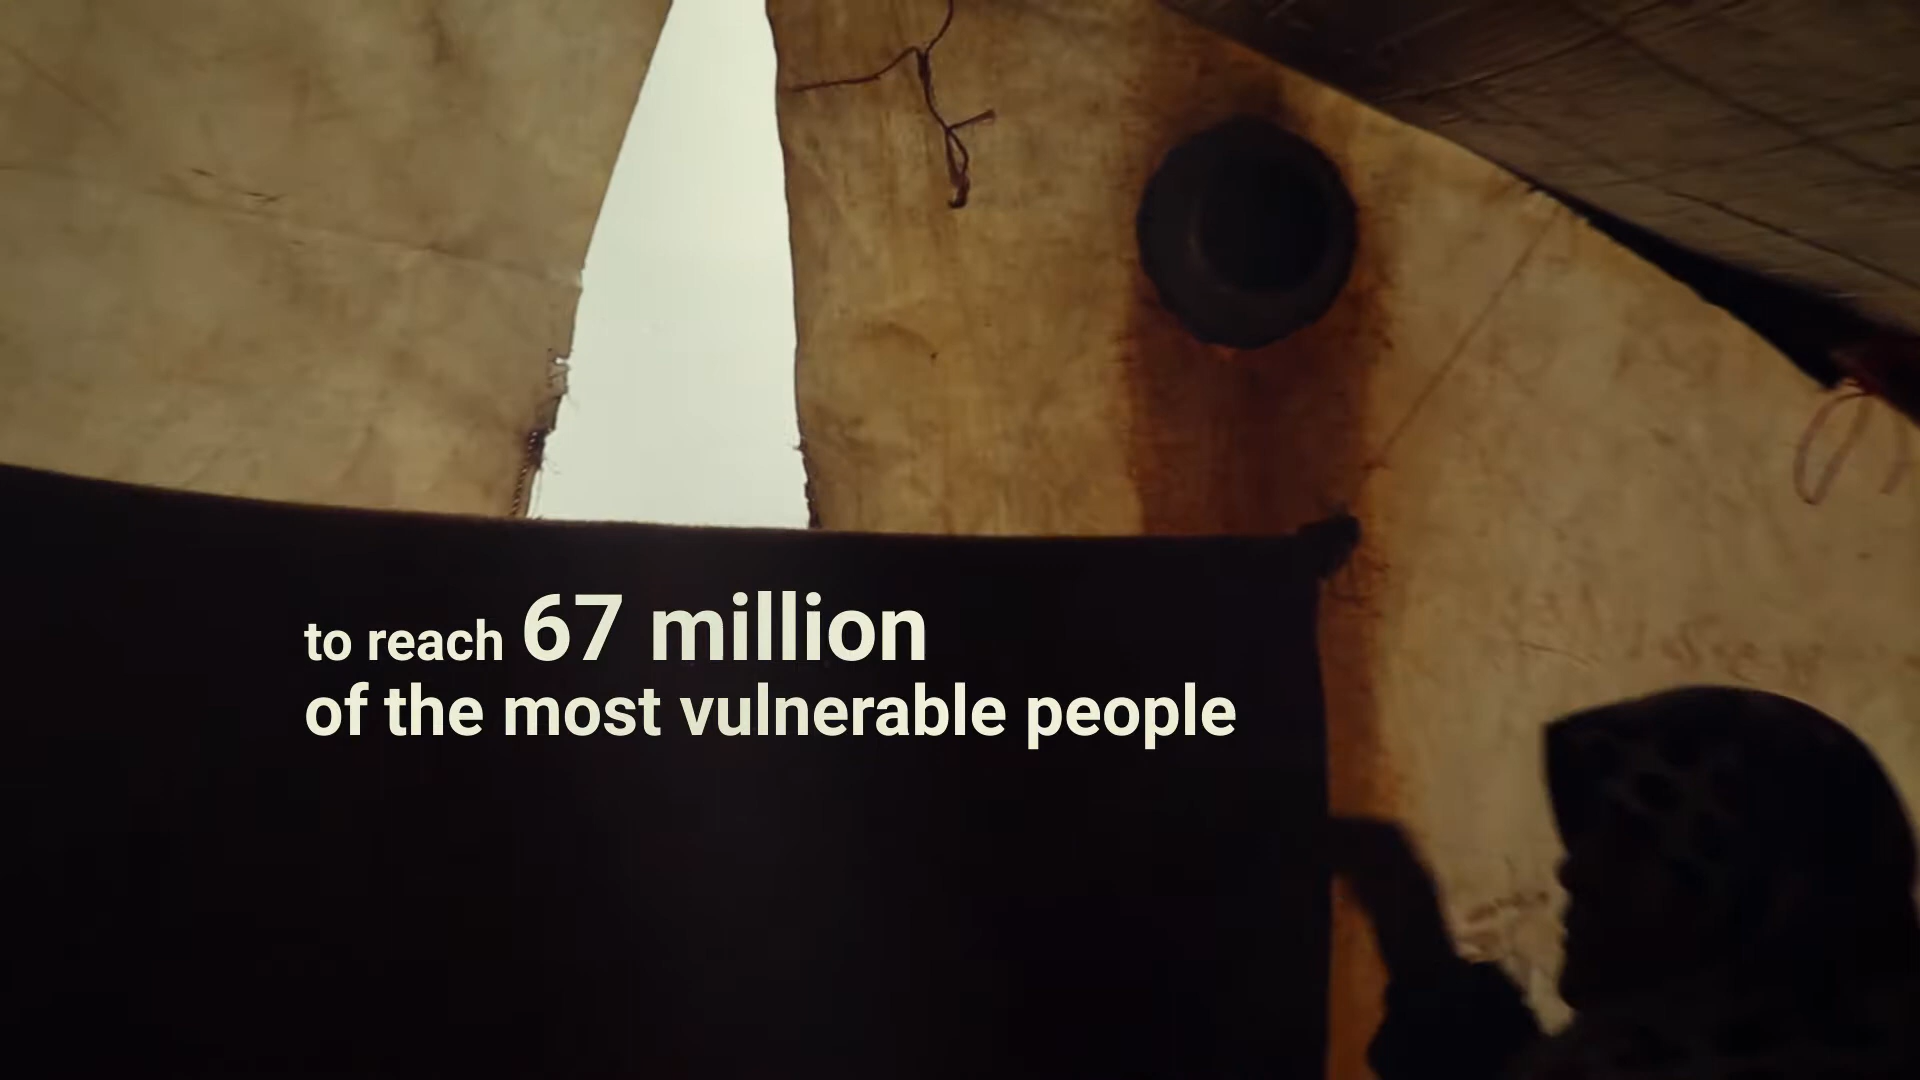 to reach 67 million
of the most vulnerable people